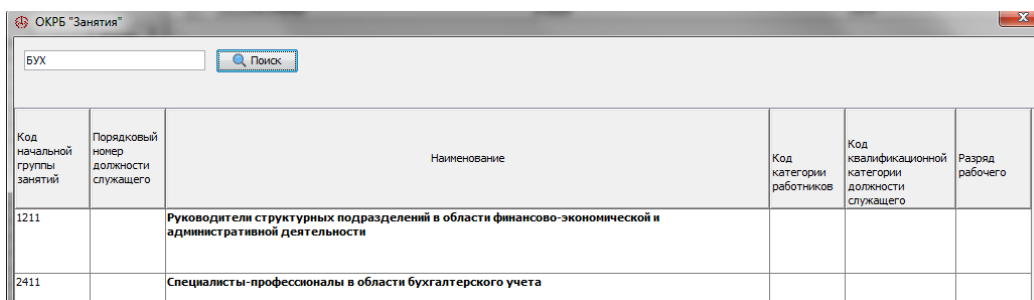 ОКРБ "Занятия"
БУХ
Поиск
Код
начальной
группы
занятий
Порядковый
номер
должности
служащего
Наименование
Код
категории
работников
Код
квалификационной
категории
должности
служащего
Разряд
рабочего
1211
Руководители структурных подразделений в области финансово-экономической и
административной деятельности
2411
Специалисты-профессионалы в области бухгалтерского учета